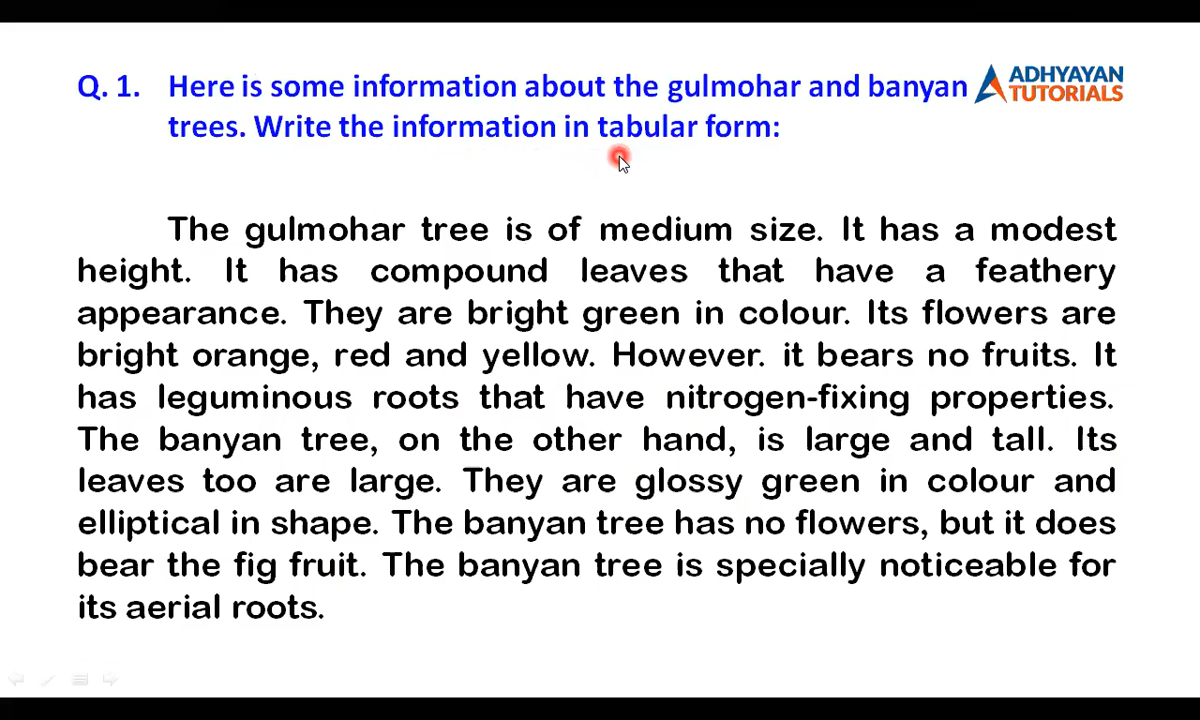 Q. 1. Here is some information about the gulmohar and banyan
trees. Write the information in tabular form:
ADHYAYAN
TUTORIALS
The gulmohar tree is of medium size. It has a modest
height. It has compound leaves that have a feathery
appearance. They are bright green in colour. Its flowers are
bright orange, red and yellow. However. it bears no fruits. It
has leguminous roots that have nitrogen-fixing properties.
The banyan tree, on the other hand, is large and tall. Its
leaves too are large. They are glossy green in colour and
elliptical in shape. The banyan tree has no flowers, but it does
bear the fig fruit. The banyan tree is specially noticeable for
its aerial roots.